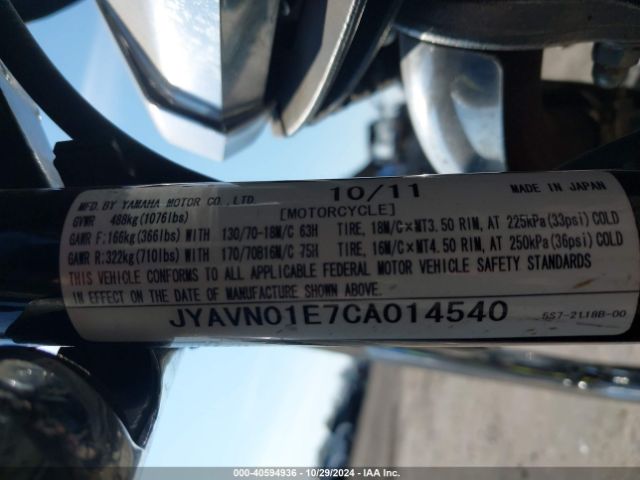 MFD. BY YAMAHA MOTOR CO., LTD. 10/11 MADE IN JAPAN
GVWR 488kg(1076lbs) [MOTORCYCLE]
GAWR F:166kg(366lbs) WITH 130/70-18M/C 63H TIRE, 18M/C×MT3.50 RIM, AT 225kPa(33psi) COLD
GAWR R:322kg(710lbs) WITH 170/70B16M/C 75H TIRE, 16M/C×MT4.50 RIM, AT 250kPa(36psi) COLD
THIS VEHICLE CONFORMS TO ALL APPLICABLE FEDERAL MOTOR VEHICLE SAFETY STANDARDS
IN EFFECT ON THE DATE OF MANUFACTURE SHOWN ABOVE.
JYAVN01E7CA014540 5S7-2118B-00
000-40594936 - 10/29/2024 - IAA Inc.